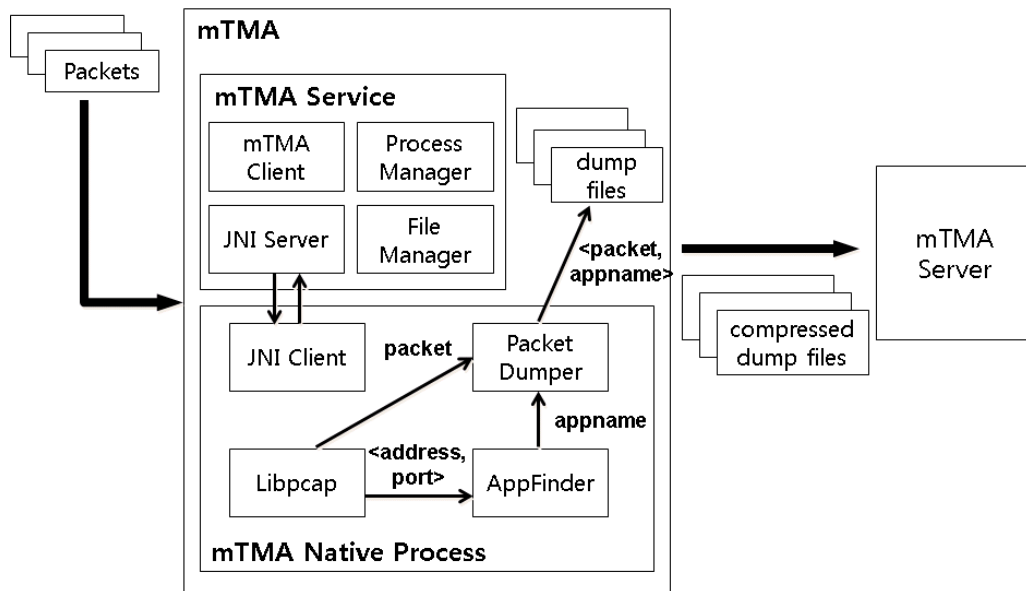 Packets
mTMA
mTMA Service
mTMA
Client
Process
Manager
JNI Server
File
Manager
dump
files
<packet,
appname>
mTMA
Server
compressed
dump files
JNI Client
packet
Packet
Dumper
appname
<address,
port>
Libpcap
AppFinder
mTMA Native Process